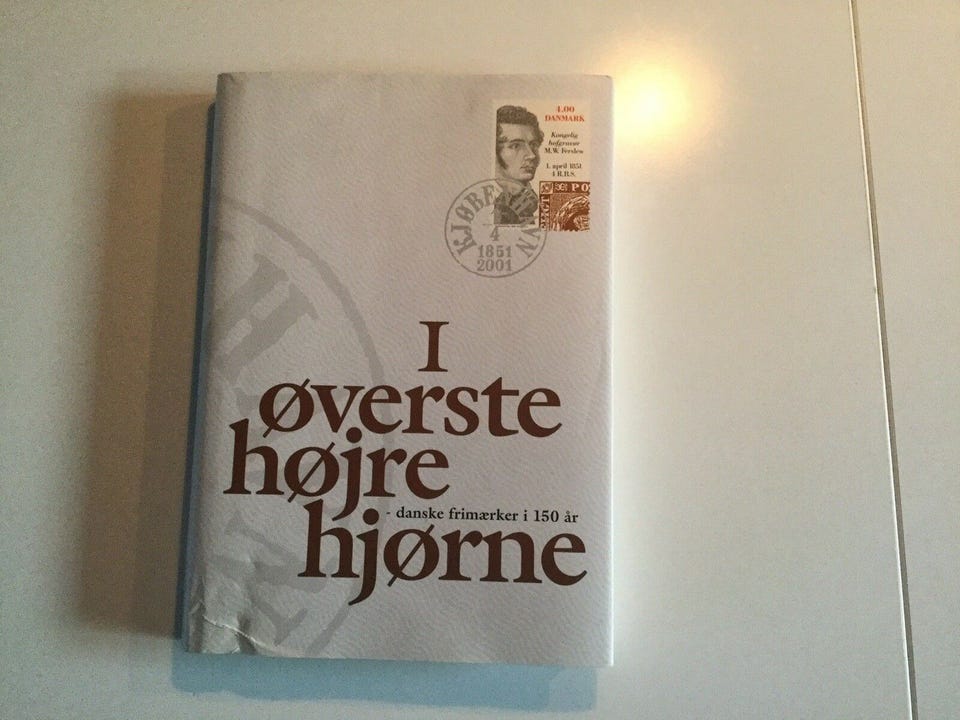 4.00
DANMARK
Kongelig
hofgravør
M.W. Ferslew
1. april 1851
4 R.B.S.
KJØBENHAVN
4
1851
2001
I
øverste
højre
- danske frimærker i 150 år
hjørne